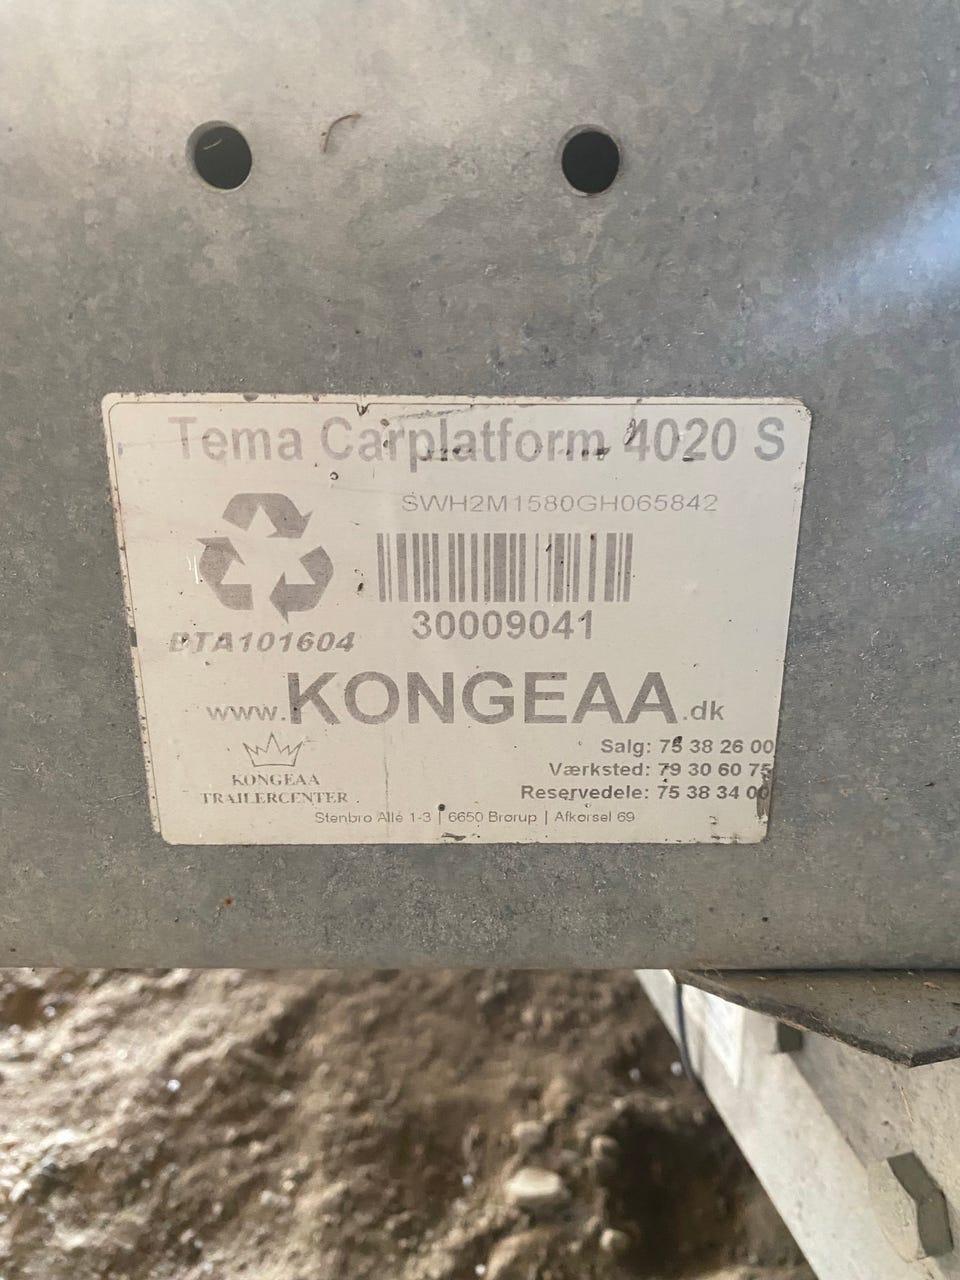 Tema Carplatform 4020 S
SWH2M1580GH065842
30009041
BTA101604
www.KONGEAA.dk
Salg: 75 38 26 00
Værksted: 79 30 60 75
Reservedele: 75 38 34 00
KONGEAA
TRAILERCENTER
Stenbro Allé 1-3 | 6650 Brørup | Afkørsel 69